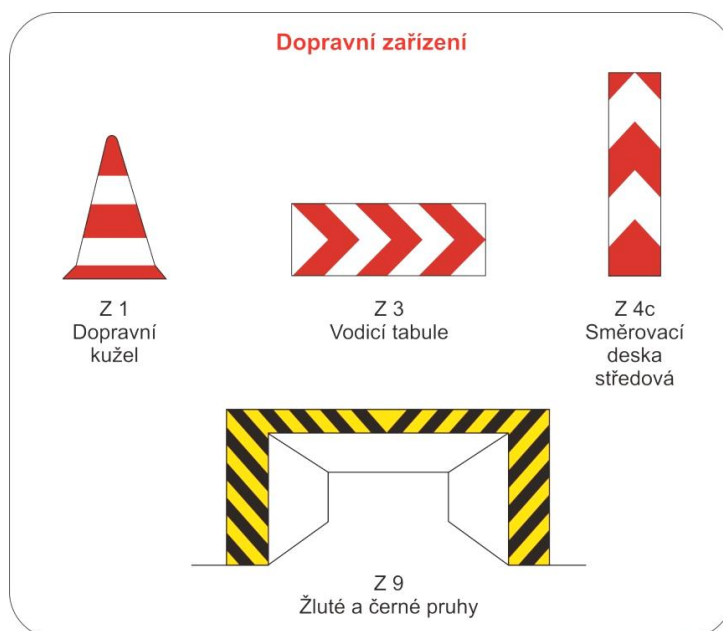 Dopravní zařízení
Z 1
Dopravní
kužel
Z 3
Vodicí tabule
Z 4c
Směrovací
deska
středová
Z 9
Žluté a černé pruhy